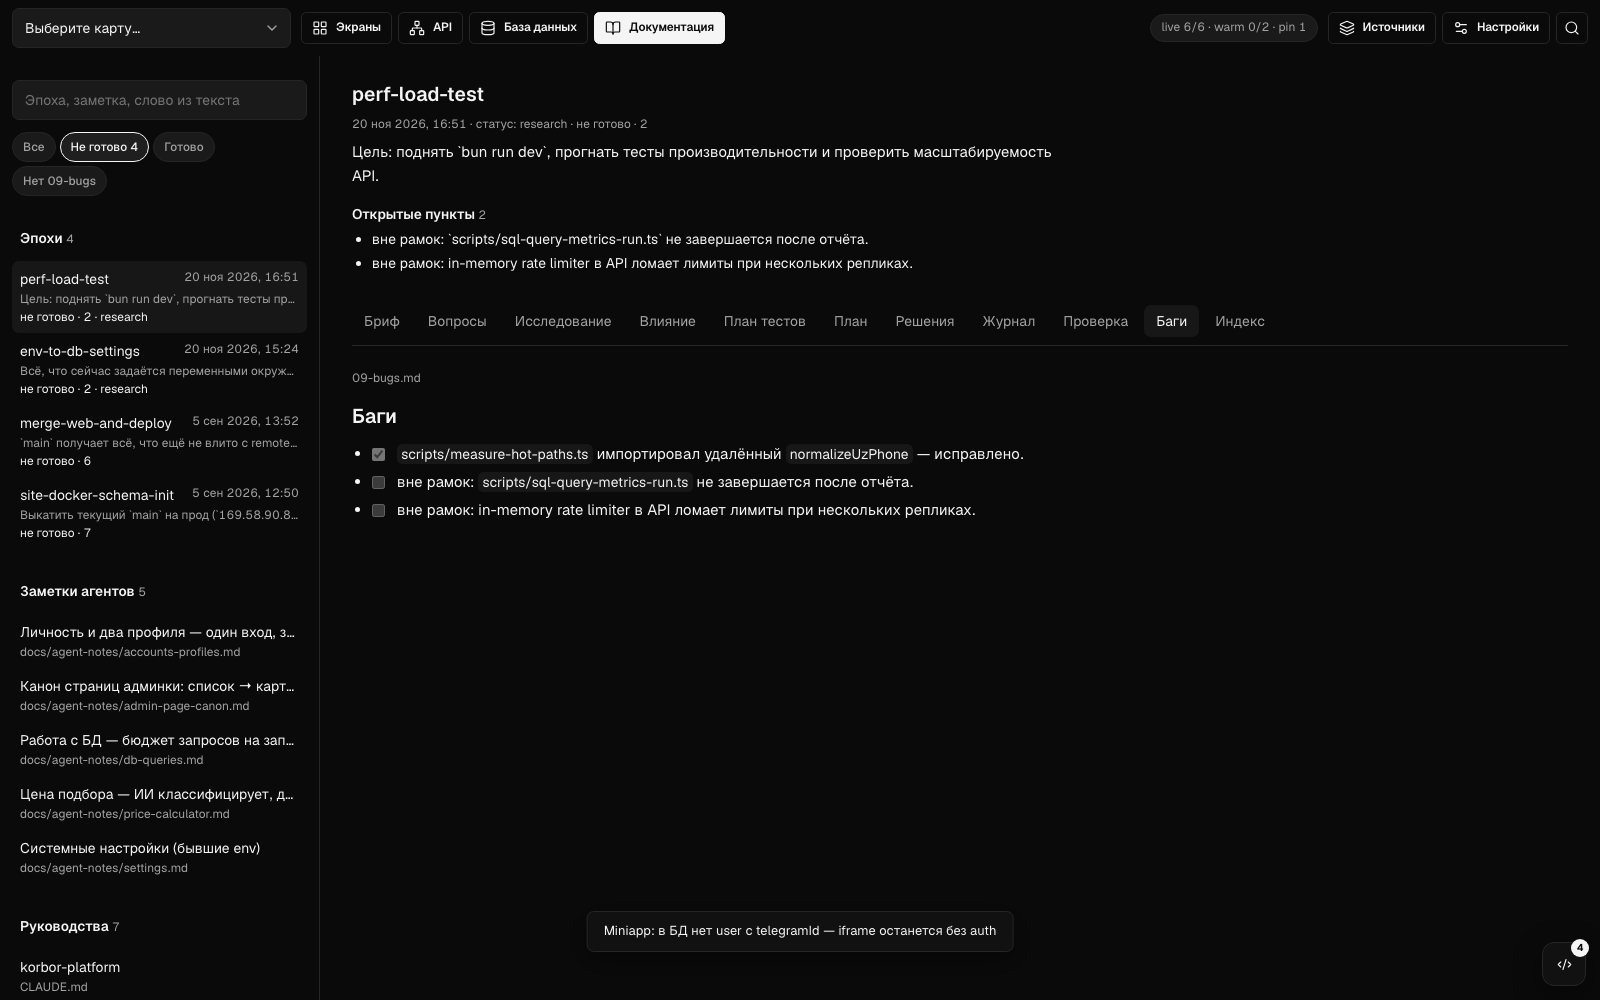 Выберите карту...
Экраны
API
База данных
Документация
live 6/6 · warm 0/2 · pin 1
Источники
Настройки
Эпоха, заметка, слово из текста
Все
Не готово 4
Готово
Нет 09-bugs
Эпохи 4
perf-load-test
20 ноя 2026, 16:51
Цель: поднять `bun run dev`, прогнать тесты пр…
не готово · 2 · research
env-to-db-settings
20 ноя 2026, 15:24
Всё, что сейчас задаётся переменными окруж…
не готово · 2 · research
merge-web-and-deploy
5 сен 2026, 13:52
`main` получает всё, что ещё не влито с remote…
не готово · 6
site-docker-schema-init
5 сен 2026, 12:50
Выкатить текущий `main` на прод (`169.58.90.8…
не готово · 7
Заметки агентов 5
Личность и два профиля — один вход, з…
docs/agent-notes/accounts-profiles.md
Канон страниц админки: список → карт…
docs/agent-notes/admin-page-canon.md
Работа с БД — бюджет запросов на зап…
docs/agent-notes/db-queries.md
Цена подбора — ИИ классифицирует, д…
docs/agent-notes/price-calculator.md
Системные настройки (бывшие env)
docs/agent-notes/settings.md
Руководства 7
korbor-platform
CLAUDE.md
perf-load-test
20 ноя 2026, 16:51 · статус: research · не готово · 2
Цель: поднять `bun run dev`, прогнать тесты производительности и проверить масштабируемость
API.
Открытые пункты 2
вне рамок: `scripts/sql-query-metrics-run.ts` не завершается после отчёта.
вне рамок: in-memory rate limiter в API ломает лимиты при нескольких репликах.
Бриф
Вопросы
Исследование
Влияние
План тестов
План
Решения
Журнал
Проверка
Баги
Индекс
09-bugs.md
Баги
scripts/measure-hot-paths.ts импортировал удалённый normalizeUzPhone — исправлено.
вне рамок: scripts/sql-query-metrics-run.ts не завершается после отчёта.
вне рамок: in-memory rate limiter в API ломает лимиты при нескольких репликах.
Miniapp: в БД нет user с telegramId — iframe останется без auth
4